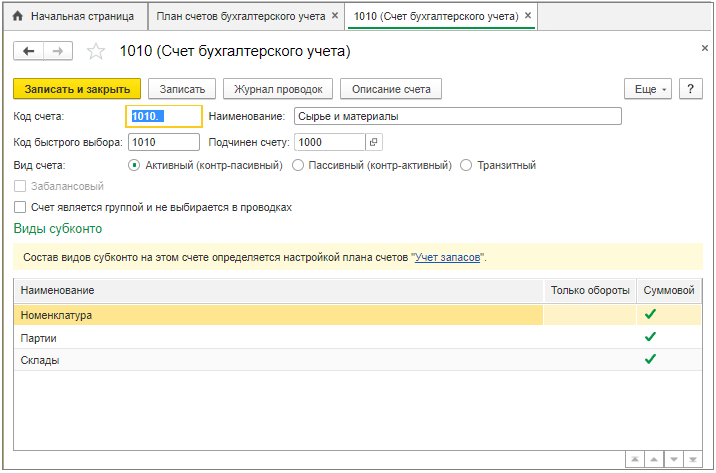 Начальная страница План счетов бухгалтерского учета × 1010 (Счет бухгалтерского учета) ×
1010 (Счет бухгалтерского учета) ×
Записать и закрыть Записать Журнал проводок Описание счета Еще ?
Код счета: 1010. Наименование: Сырье и материалы
Код быстрого выбора: 1010 Подчинен счету: 1000
Вид счета: Активный (контр-пасивный) Пассивный (контр-активный) Транзитный
Забалансовый
Счет является группой и не выбирается в проводках
Виды субконто
Состав видов субконто на этом счете определяется настройкой плана счетов "Учет запасов".
Наименование Только обороты Суммовой
Номенклатура
Партии
Склады